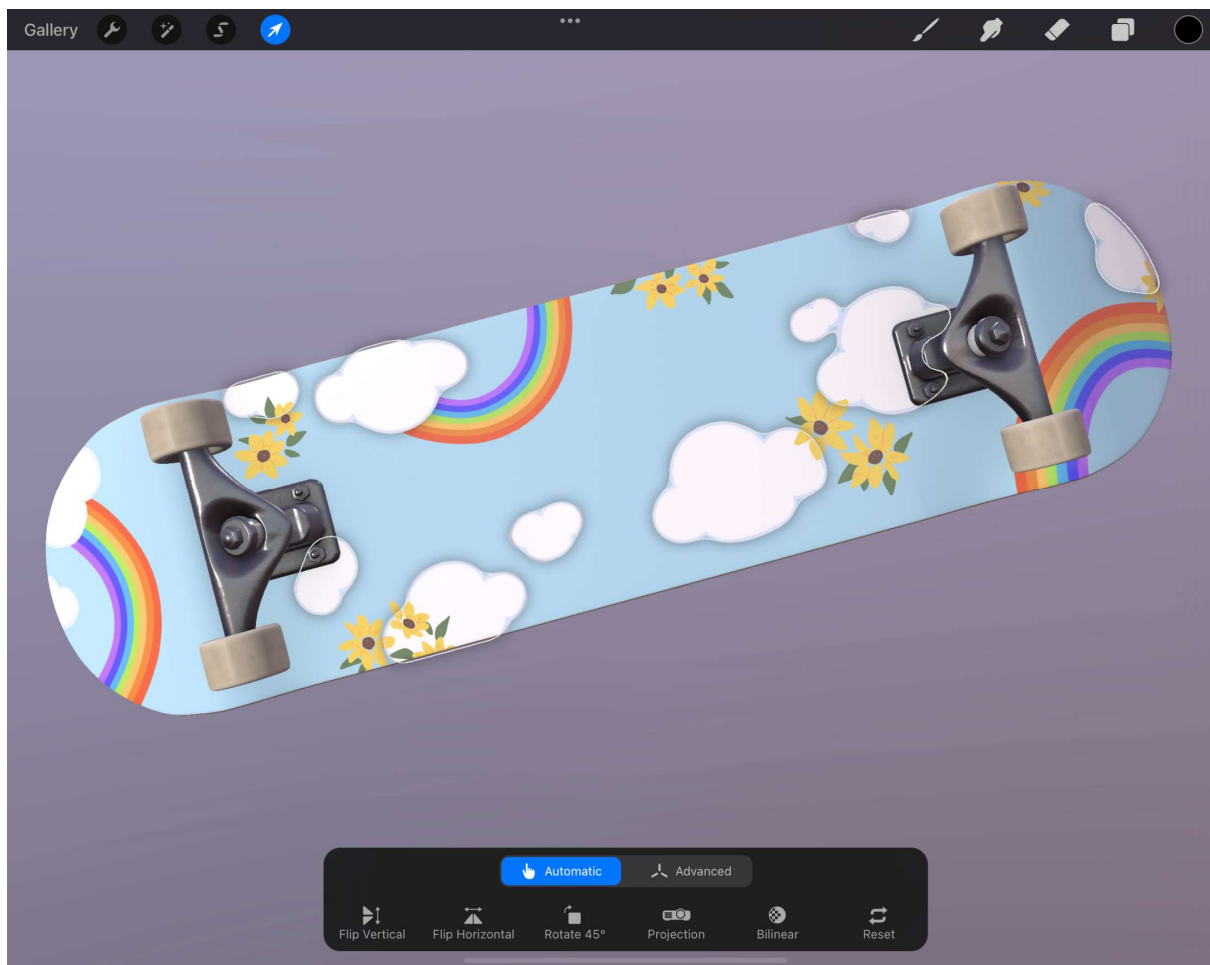 Gallery
Automatic
Advanced
Flip Vertical
Flip Horizontal
Rotate 45°
Projection
Bilinear
Reset